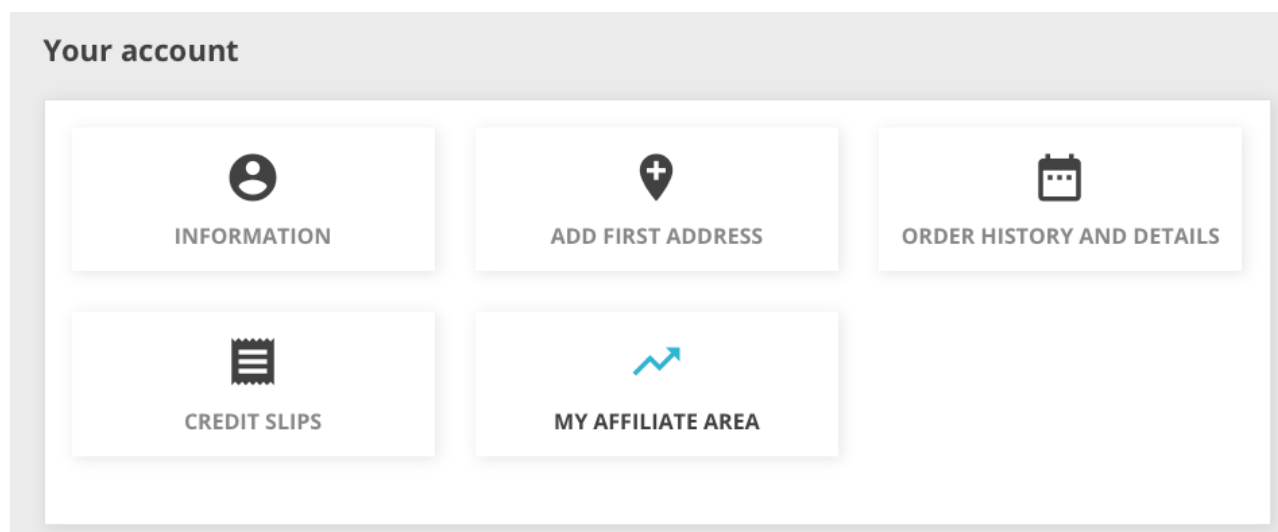 Your account
INFORMATION
ADD FIRST ADDRESS
ORDER HISTORY AND DETAILS
CREDIT SLIPS
MY AFFILIATE AREA